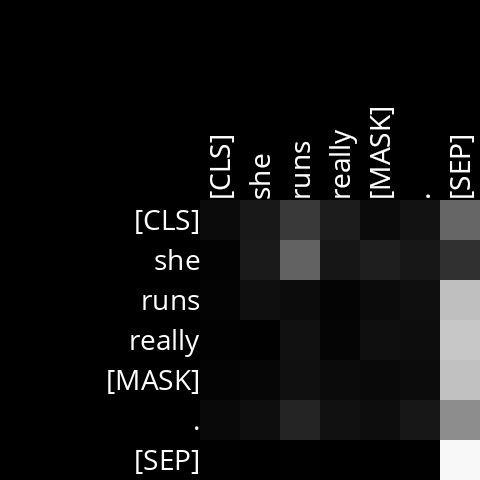 [CLS] she runs really [MASK] . [SEP]
[CLS]
she
runs
really
[MASK]
.
[SEP]